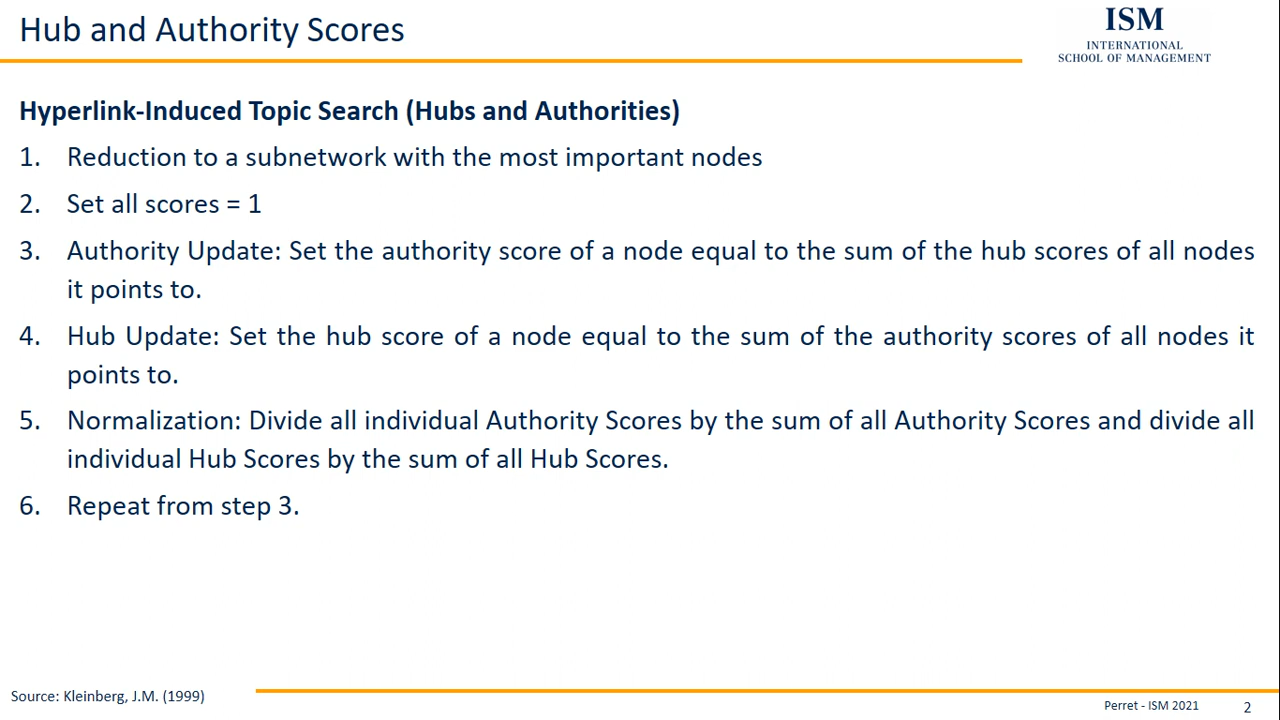 Hub and Authority Scores
ISM
INTERNATIONAL
SCHOOL OF MANAGEMENT
Hyperlink-Induced Topic Search (Hubs and Authorities)
1. Reduction to a subnetwork with the most important nodes
2. Set all scores = 1
3. Authority Update: Set the authority score of a node equal to the sum of the hub scores of all nodes
it points to.
4. Hub Update: Set the hub score of a node equal to the sum of the authority scores of all nodes it
points to.
5. Normalization: Divide all individual Authority Scores by the sum of all Authority Scores and divide all
individual Hub Scores by the sum of all Hub Scores.
6. Repeat from step 3.
Source: Kleinberg, J.M. (1999)
Perret - ISM 2021
2